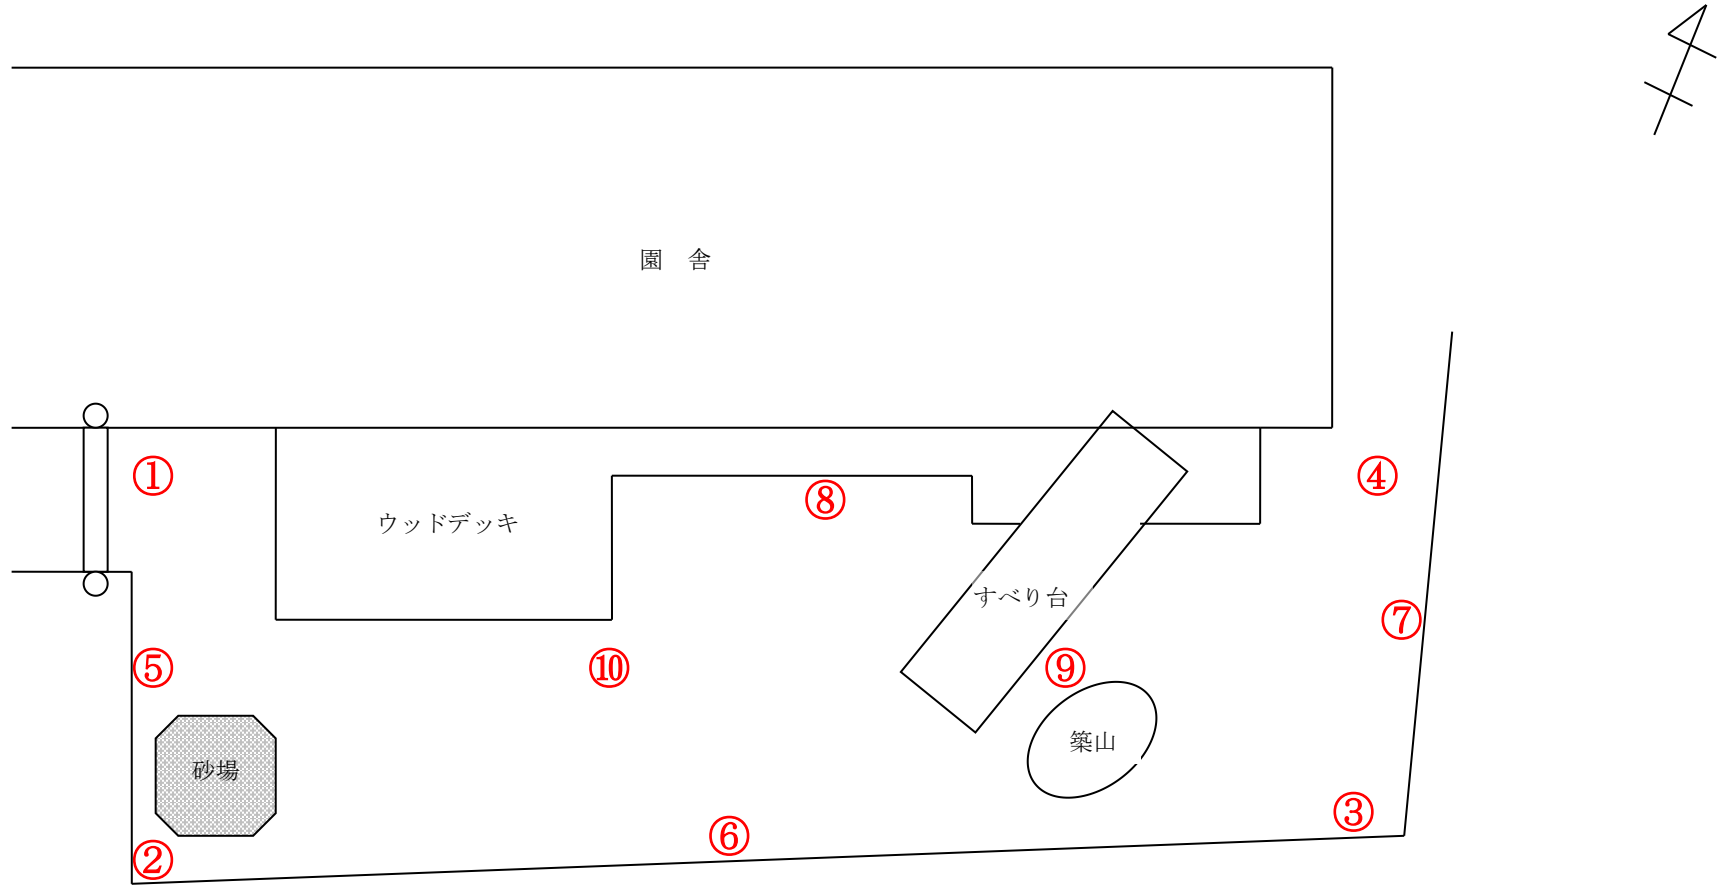 園　舎
①
④
⑧
ウッドデッキ
すべり台
⑦
⑤
⑩
⑨
築山
砂場
③
⑥
②